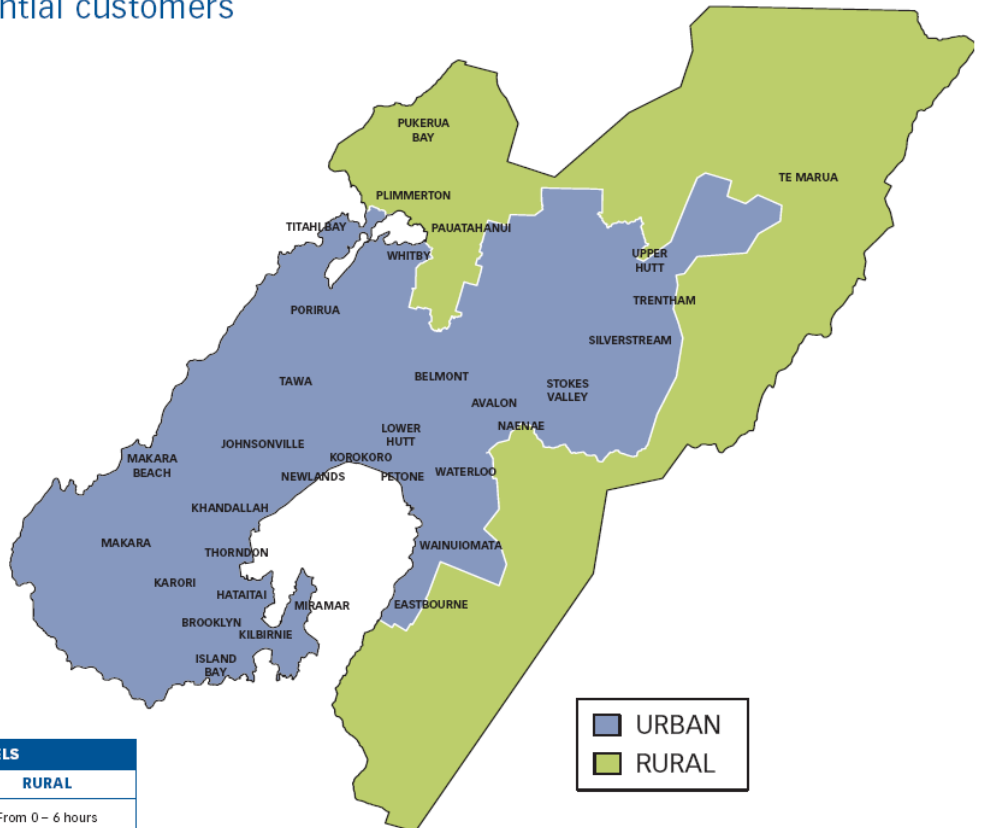 ntial customers
PUKERUA
BAY
TE MARUA
PLIMMERTON
TITAHI BAY
PAUATAHANUI
WHITBY
UPPER
HUTT
TRENTHAM
PORIRUA
SILVERSTREAM
TAWA
BELMONT
STOKES
VALLEY
AVALON
NAENAE
LOWER
HUTT
JOHNSONVILLE
KOROKORO
MAKARA
BEACH
NEWLANDS
PETONE
WATERLOO
KHANDALLAH
MAKARA
THORNDON
WAINUIOMATA
KARORI
HATAITAI
MIRAMAR
EASTBOURNE
BROOKLYN
KILBIRNIE
ISLAND
BAY
URBAN
RURAL
ELS
RURAL
From 0 – 6 hours